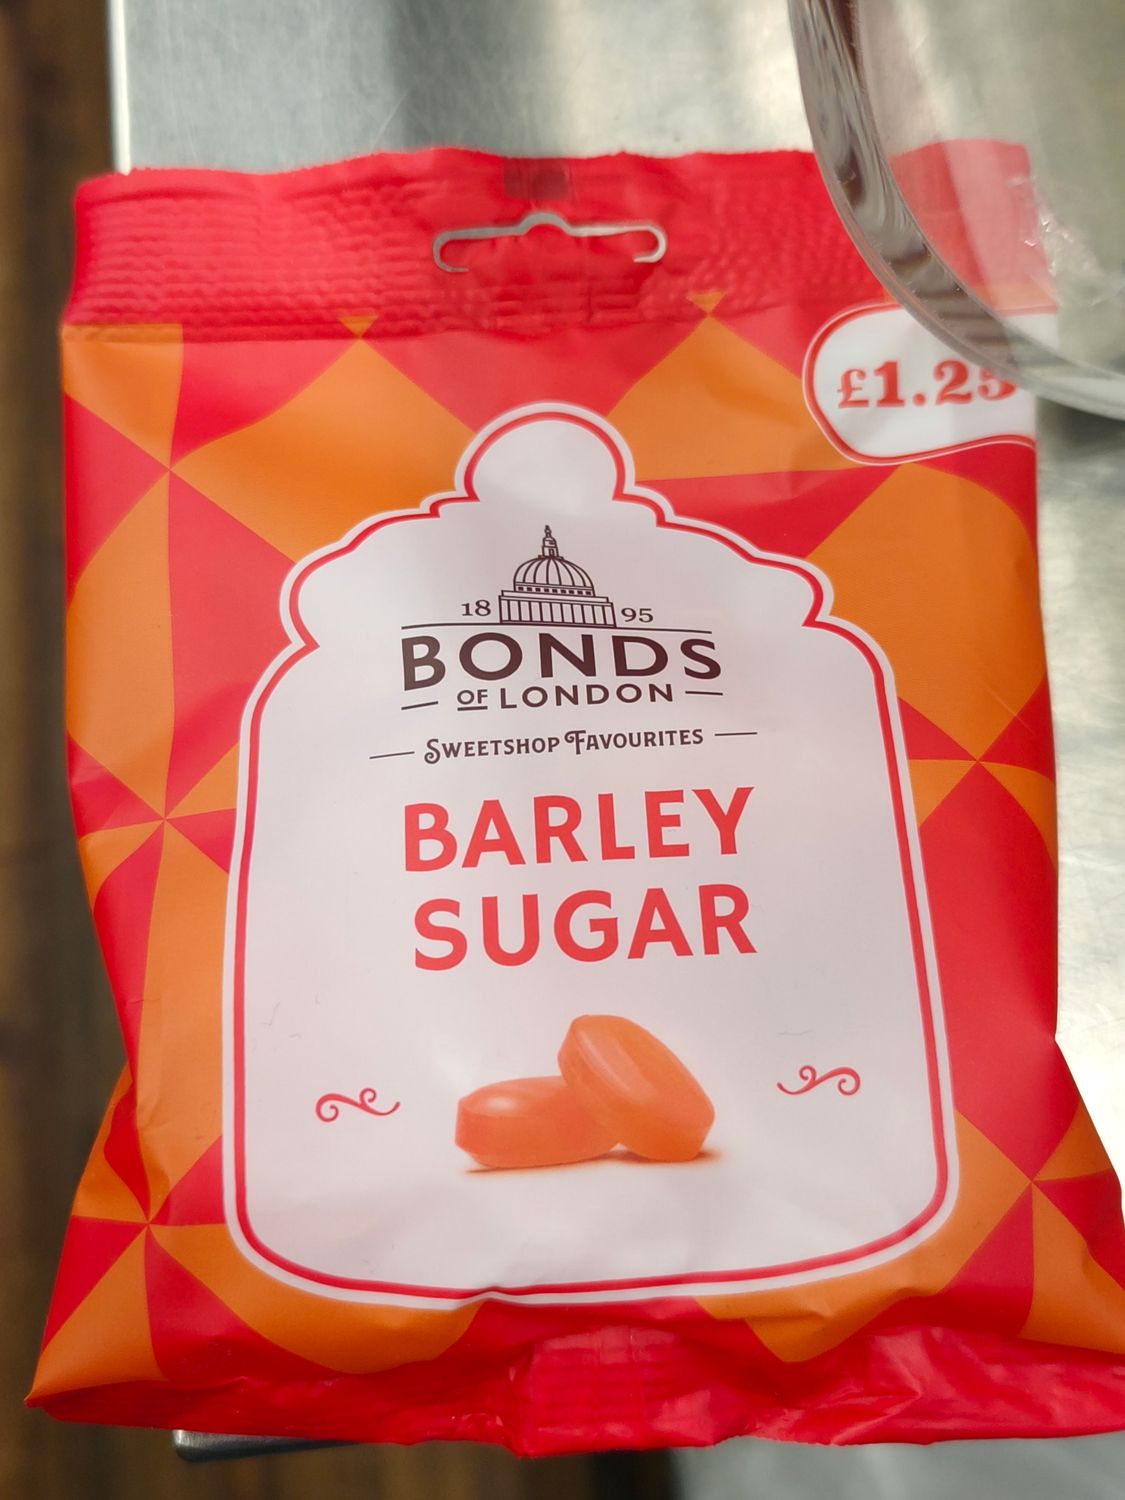 £1.25
18 95
BONDS
OF LONDON
SWEETSHOP FAVOURITES
BARLEY
SUGAR